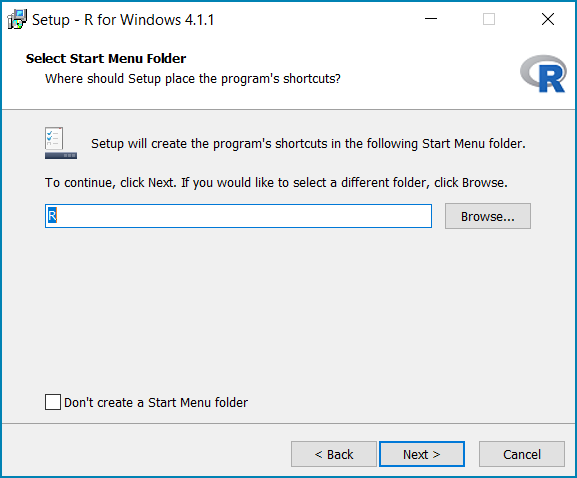 Setup - R for Windows 4.1.1
Select Start Menu Folder
Where should Setup place the program's shortcuts?
R
Setup will create the program's shortcuts in the following Start Menu folder.
To continue, click Next. If you would like to select a different folder, click Browse.
R
Browse...
Don't create a Start Menu folder
< Back
Next >
Cancel